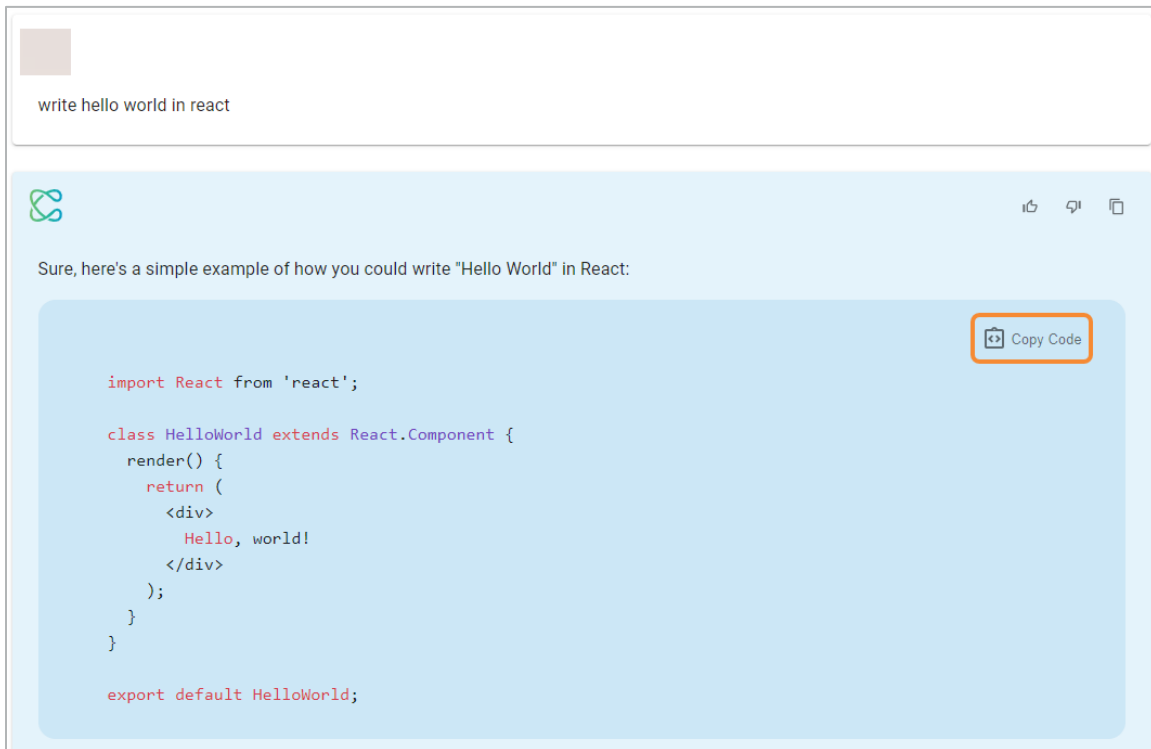 write hello world in react
Sure, here's a simple example of how you could write "Hello World" in React:
Copy Code
import React from 'react';
class HelloWorld extends React.Component {
  render() {
    return (
      <div>
        Hello, world!
      </div>
    );
  }
}
export default HelloWorld;